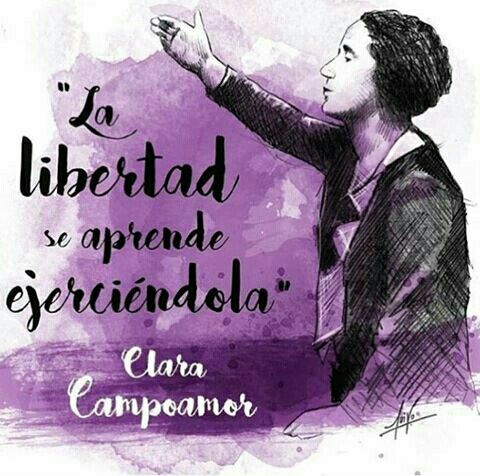 "La
libertad
se aprende
ejerciéndola"
Clara
Campoamor